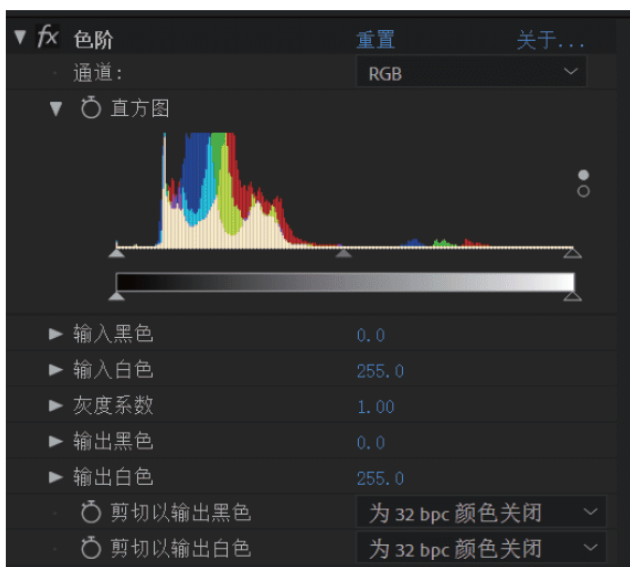 fx 色阶 重置 关于...
通道: RGB
直方图
输入黑色 0.0
输入白色 255.0
灰度系数 1.00
输出黑色 0.0
输出白色 255.0
剪切以输出黑色 为 32 bpc 颜色关闭
剪切以输出白色 为 32 bpc 颜色关闭